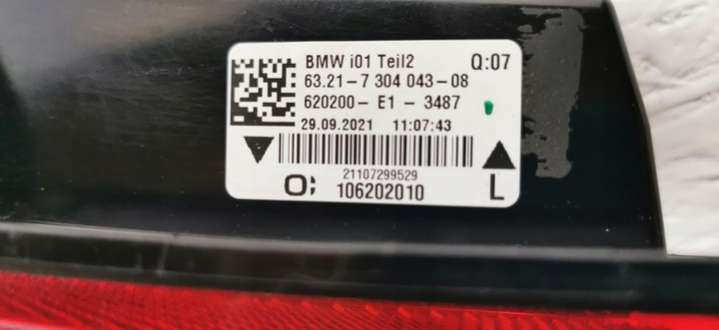 BMW i01 Teil2 Q:07
63.21-7 304 043-08
620200- E1 - 3487
29.09.2021 11:07:43
21107299529
O; 106202010 L